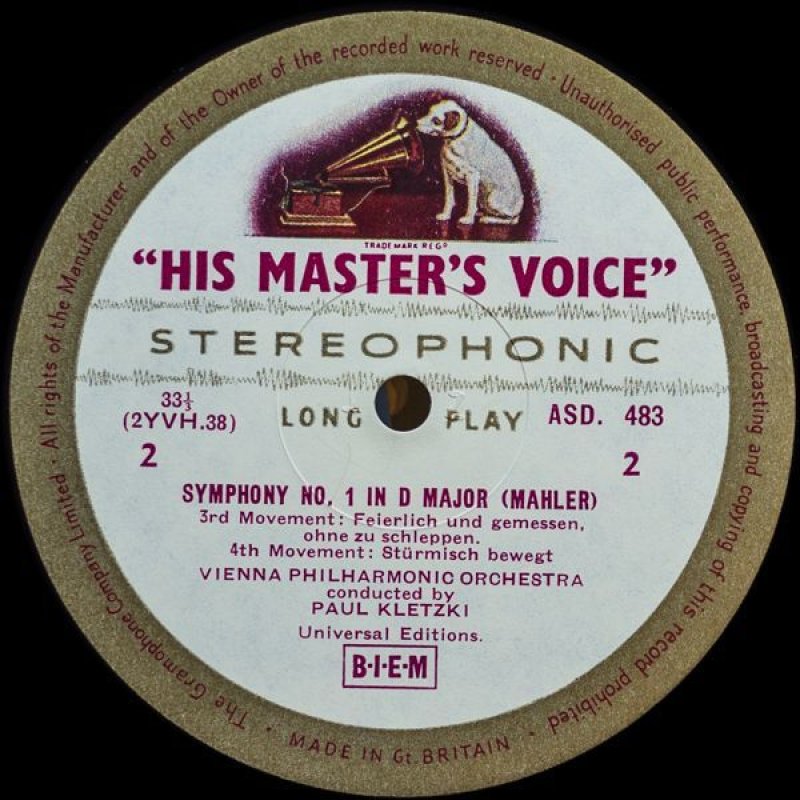 · The Gramophone Company Limited · All rights of the Manufacturer and of the Owner of the recorded work reserved · Unauthorised public performance, broadcasting and copying of this record prohibited ·
TRADE MARK REGD
“HIS MASTER'S VOICE”
STEREOPHONIC
33⅓
(2YVH.38)
LONG PLAY
ASD. 483
2
2
SYMPHONY NO. 1 IN D MAJOR (MAHLER)
3rd Movement: Feierlich und gemessen,
ohne zu schleppen.
4th Movement: Stürmisch bewegt
VIENNA PHILHARMONIC ORCHESTRA
conducted by
PAUL KLETZKI
Universal Editions.
B·I·E·M
MADE IN Gt. BRITAIN